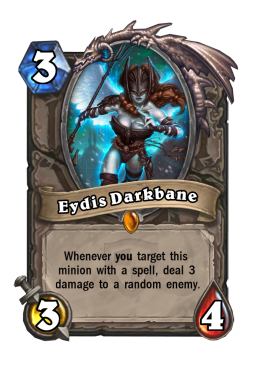 3
Eydis Darkbane
Whenever you target this
minion with a spell, deal 3
damage to a random enemy.
3
4